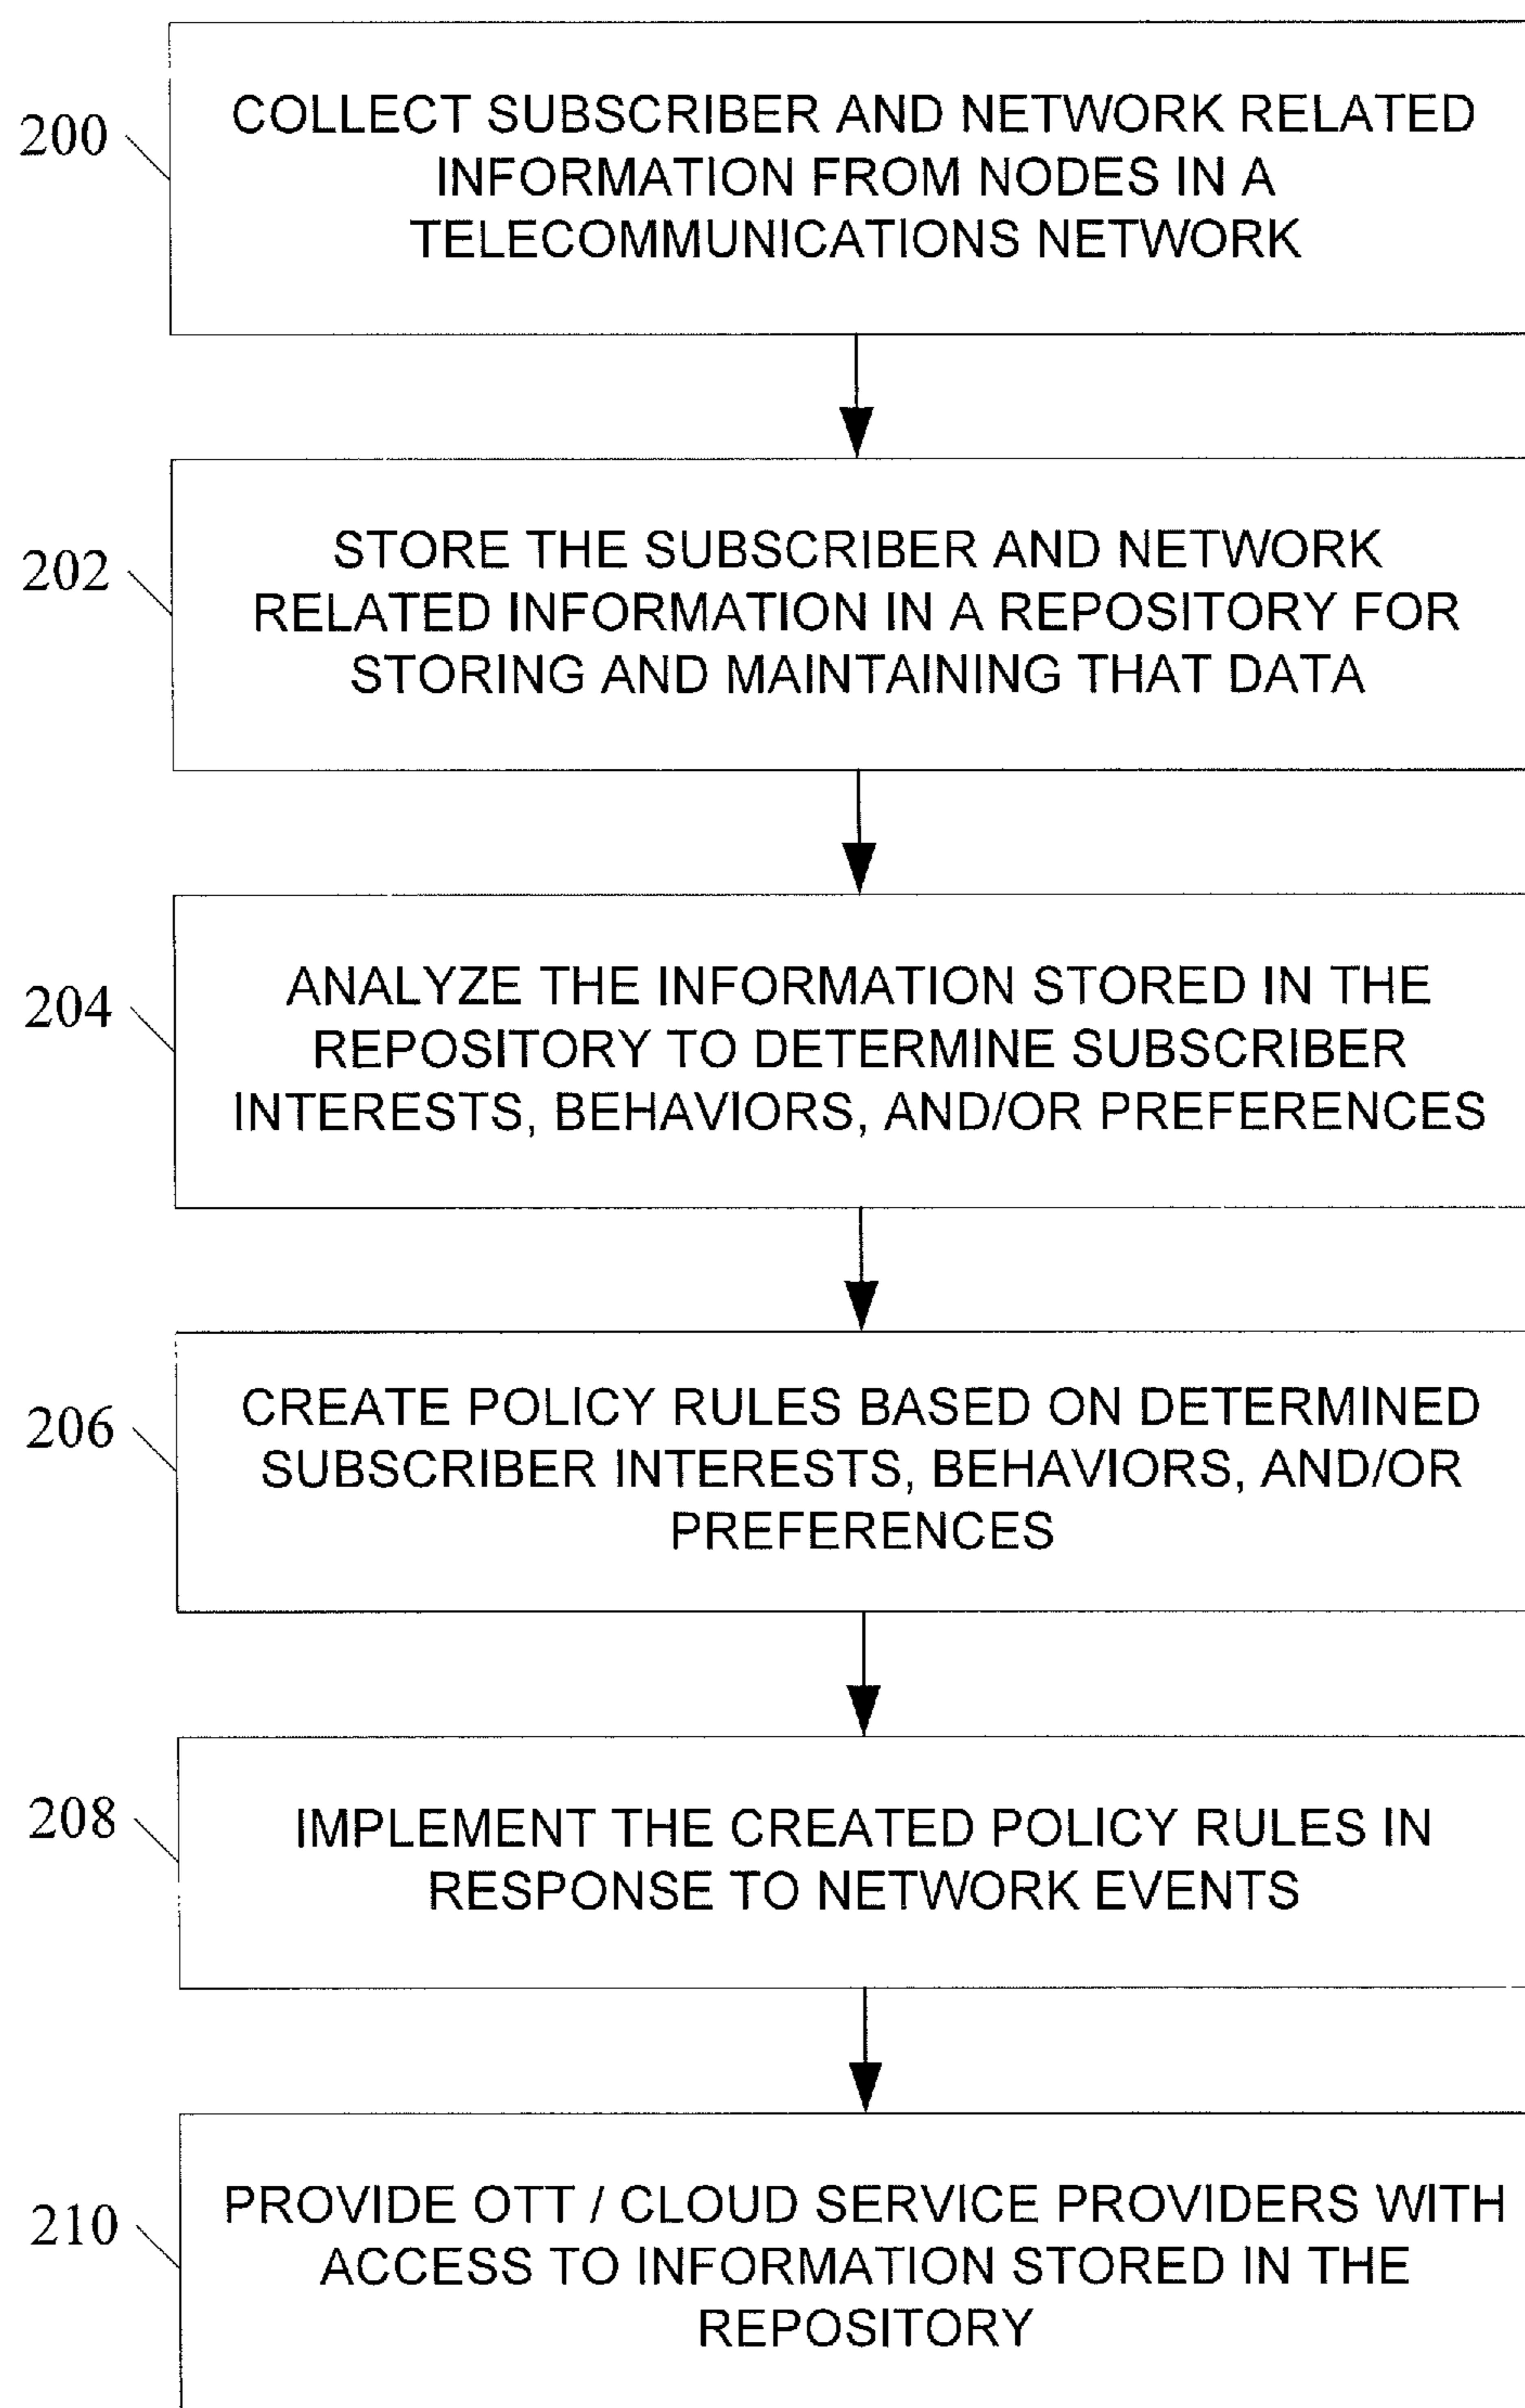 200
COLLECT SUBSCRIBER AND NETWORK RELATED
INFORMATION FROM NODES IN A
TELECOMMUNICATIONS NETWORK
202
STORE THE SUBSCRIBER AND NETWORK
RELATED INFORMATION IN A REPOSITORY FOR
STORING AND MAINTAINING THAT DATA
204
ANALYZE THE INFORMATION STORED IN THE
REPOSITORY TO DETERMINE SUBSCRIBER
INTERESTS, BEHAVIORS, AND/OR PREFERENCES
206
CREATE POLICY RULES BASED ON DETERMINED
SUBSCRIBER INTERESTS, BEHAVIORS, AND/OR
PREFERENCES
208
IMPLEMENT THE CREATED POLICY RULES IN
RESPONSE TO NETWORK EVENTS
210
PROVIDE OTT / CLOUD SERVICE PROVIDERS WITH
ACCESS TO INFORMATION STORED IN THE
REPOSITORY